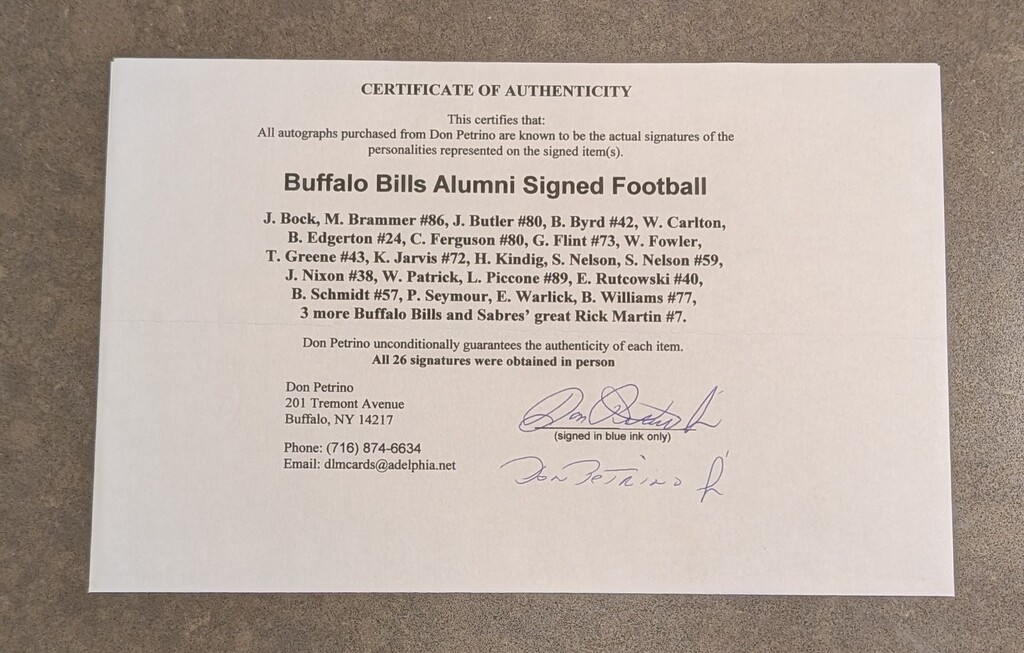 CERTIFICATE OF AUTHENTICITY
This certifies that:
All autographs purchased from Don Petrino are known to be the actual signatures of the
personalities represented on the signed item(s).
Buffalo Bills Alumni Signed Football
J. Bock, M. Brammer #86, J. Butler #80, B. Byrd #42, W. Carlton,
B. Edgerton #24, C. Ferguson #80, G. Flint #73, W. Fowler,
T. Greene #43, K. Jarvis #72, H. Kindig, S. Nelson, S. Nelson #59,
J. Nixon #38, W. Patrick, L. Piccone #89, E. Rutcowski #40,
B. Schmidt #57, P. Seymour, E. Warlick, B. Williams #77,
3 more Buffalo Bills and Sabres' great Rick Martin #7.
Don Petrino unconditionally guarantees the authenticity of each item.
All 26 signatures were obtained in person
Don Petrino
201 Tremont Avenue
Buffalo, NY 14217
Phone: (716) 874-6634
Email: dlmcards@adelphia.net
Don Petrino Jr
(signed in blue ink only)
Don Petrino Jr